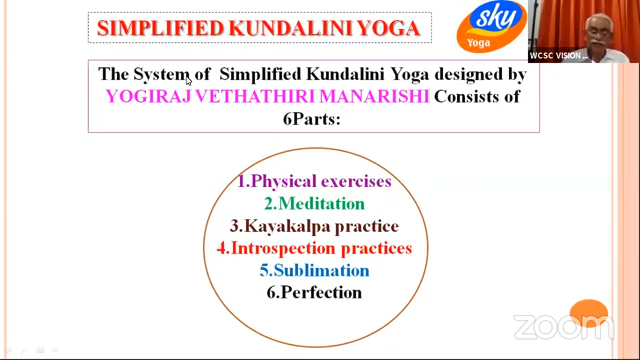 SIMPLIFIED KUNDALINI YOGA
sky
Yoga
WCSC VISION ...
The System of Simplified Kundalini Yoga designed by
YOGIRAJ VETHATHIRI MANARISHI Consists of
6Parts:
1.Physical exercises
2.Meditation
3.Kayakalpa practice
4.Introspection practices
5.Sublimation
6.Perfection
zoom